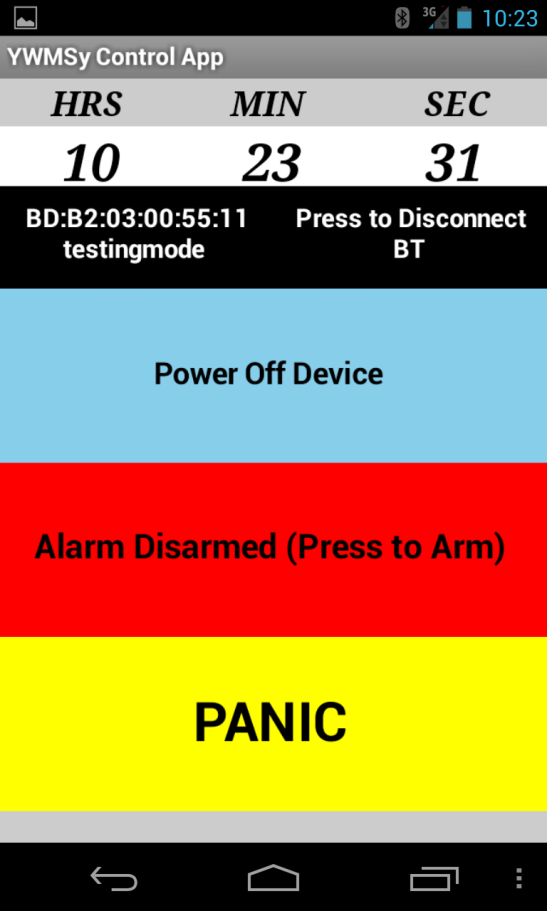 3G 10:23
YWMSy Control App
HRS MIN SEC
10 23 31
BD:B2:03:00:55:11 Press to Disconnect
testingmode BT
Power Off Device
Alarm Disarmed (Press to Arm)
PANIC